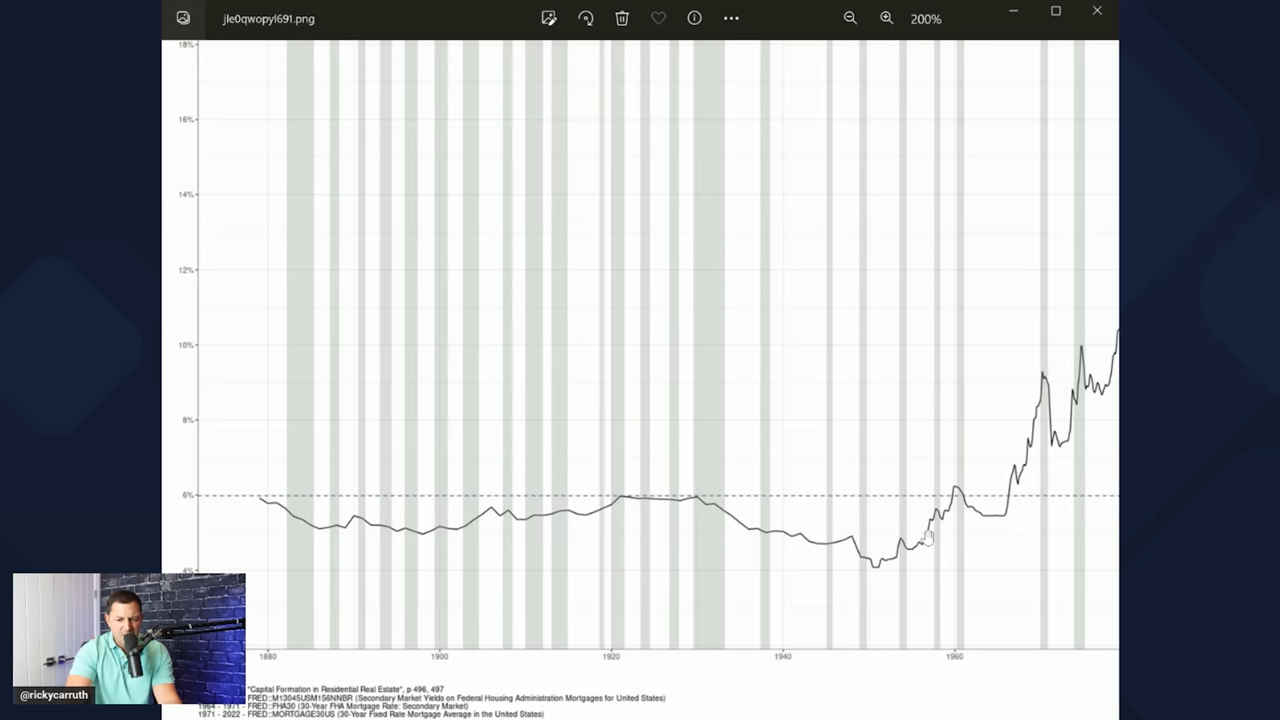 jle0qwopyl691.png
200%
18%
16%
14%
12%
10%
8%
6%
4%
1880 1900 1920 1940 1960
"Capital Formation in Residential Real Estate", p 496, 497
FRED::M13045USM156NNBR (Secondary Market Yields on Federal Housing Administration Mortgages for United States)
1964 - 1971 - FRED::FHA30 (30-Year FHA Mortgage Rate: Secondary Market)
1971 - 2022 - FRED::MORTGAGE30US (30-Year Fixed Rate Mortgage Average in the United States)
@rickycarruth